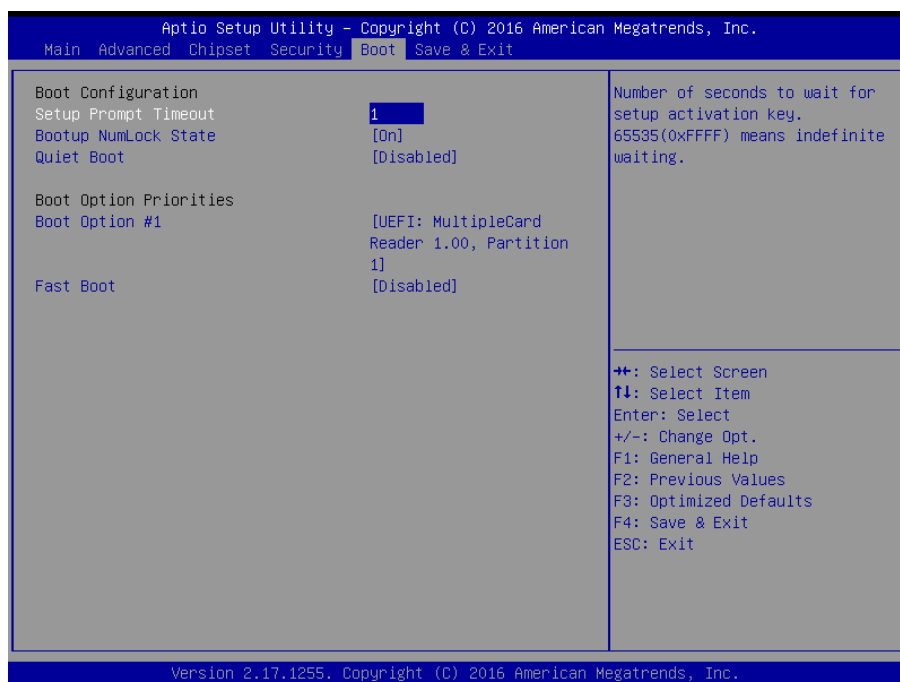 Aptio Setup Utility – Copyright (C) 2016 American Megatrends, Inc.
Main Advanced Chipset Security Boot Save & Exit
Boot Configuration
Setup Prompt Timeout 1
Bootup NumLock State [On]
Quiet Boot [Disabled]
Boot Option Priorities
Boot Option #1 [UEFI: MultipleCard
Reader 1.00, Partition
1]
Fast Boot [Disabled]
Number of seconds to wait for
setup activation key.
65535(0xFFFF) means indefinite
waiting.
→←: Select Screen
↑↓: Select Item
Enter: Select
+/-: Change Opt.
F1: General Help
F2: Previous Values
F3: Optimized Defaults
F4: Save & Exit
ESC: Exit
Version 2.17.1255. Copyright (C) 2016 American Megatrends, Inc.